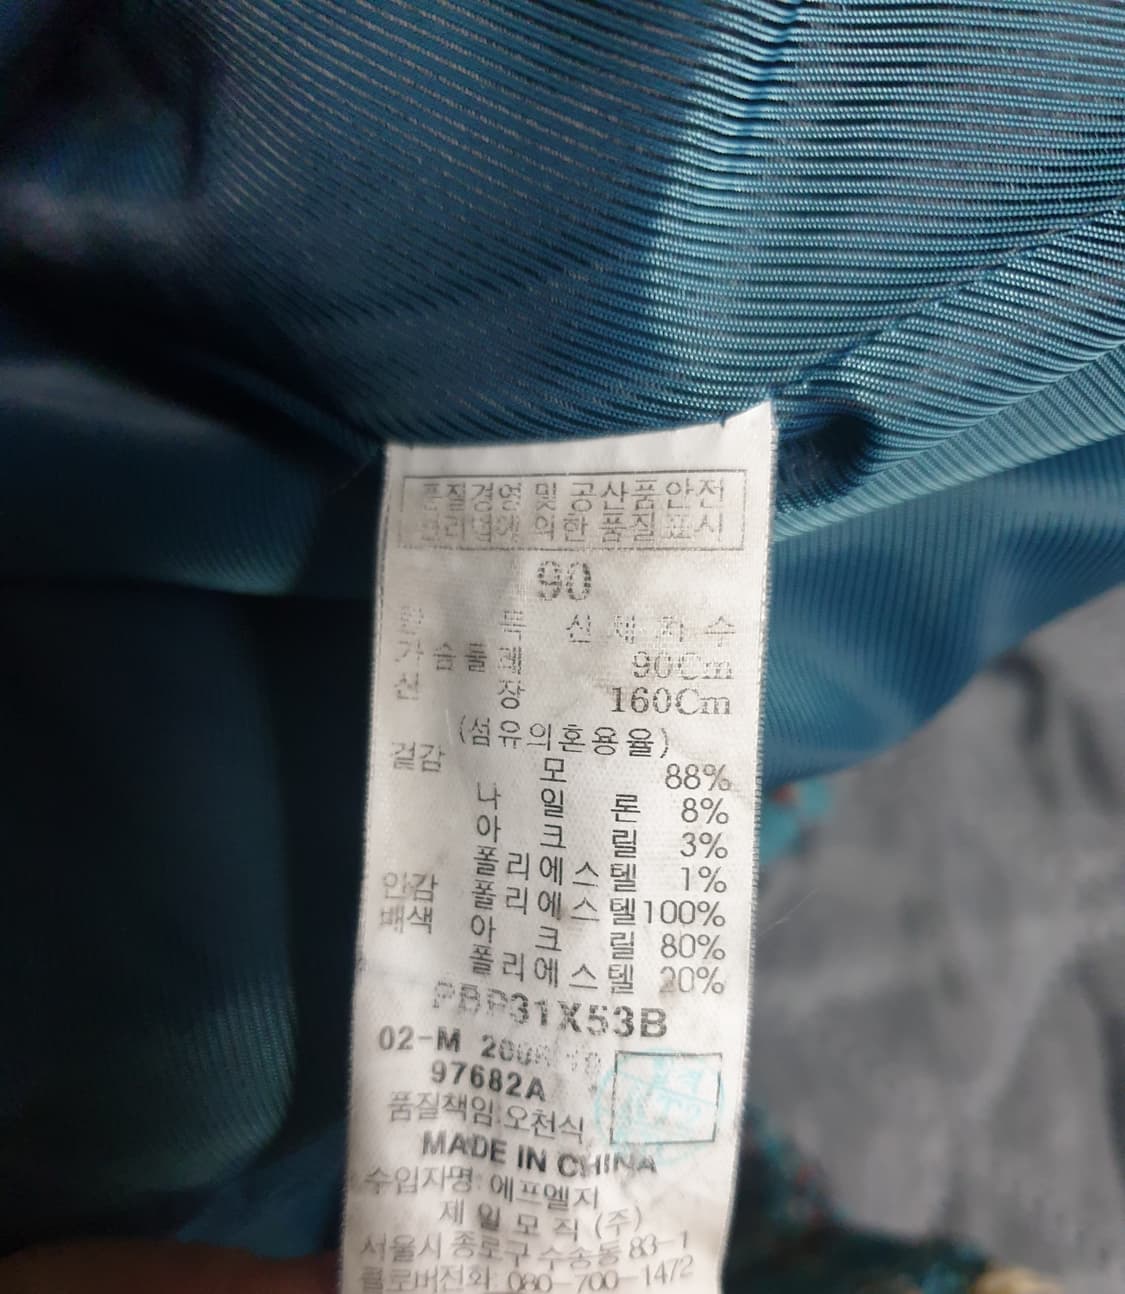 품질경영 및 공산품안전
관리법에 의한 품질표시
90
부 목 신체치수
가슴둘레 90Cm
신 장 160Cm
(섬유의혼용율)
겉감 모 88%
나 일 론 8%
아 크 릴 3%
폴리에스텔 1%
안감 폴리에스텔 100%
배색 아 크 릴 80%
폴리에스텔 20%
PBP31X53B
02-M
97682A
품질책임:오천식
MADE IN CHINA
수입자명: 에프엘지
제 일 모 직 (주)
서울시 종로구 수송동 83-1
클로버전화: 080-700-1472